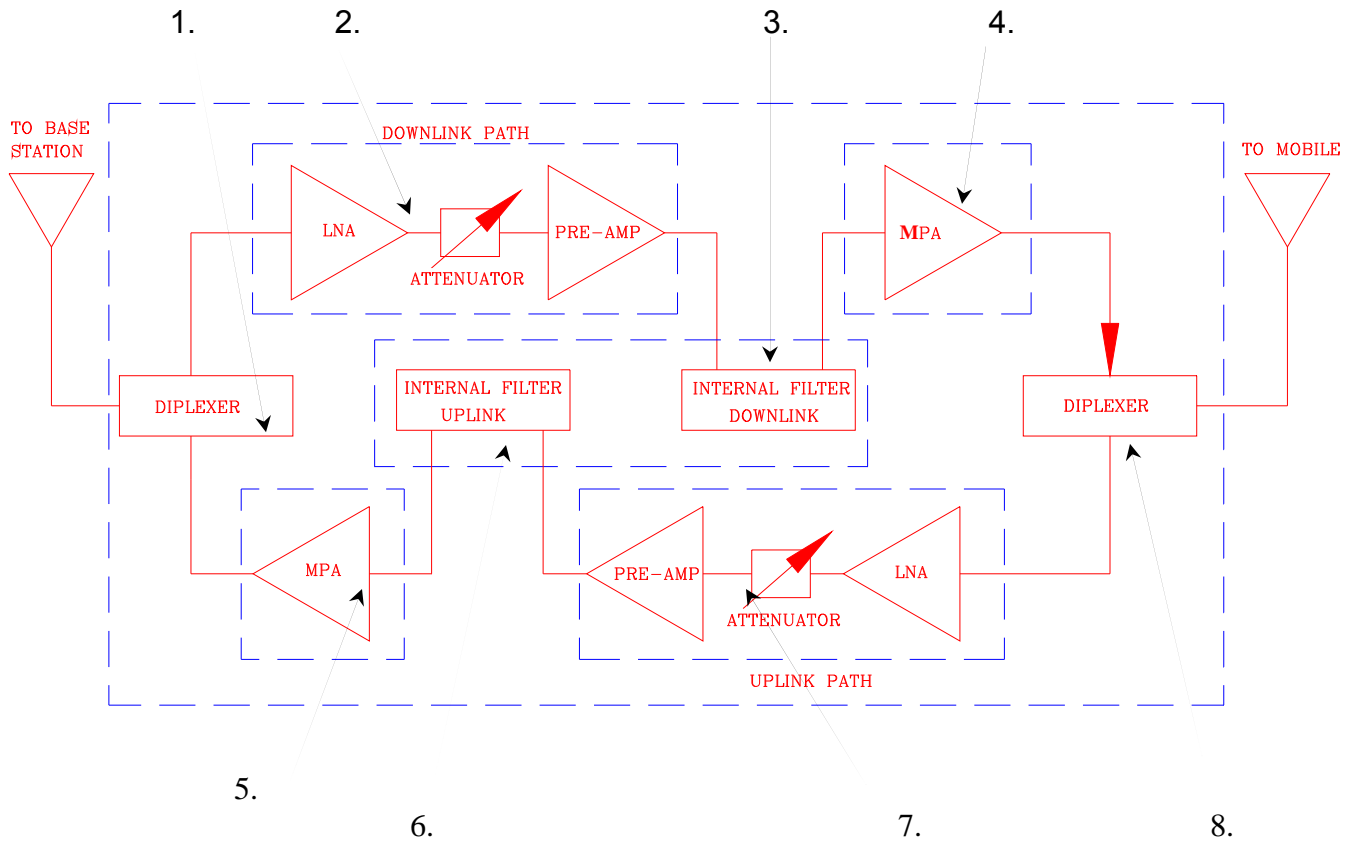 1.
2.
3.
4.
TO BASE
STATION
DOWNLINK PATH
TO MOBILE
LNA
PRE-AMP
MPA
ATTENUATOR
INTERNAL FILTER
UPLINK
INTERNAL FILTER
DOWNLINK
DIPLEXER
DIPLEXER
MPA
PRE-AMP
LNA
ATTENUATOR
UPLINK PATH
5.
6.
7.
8.